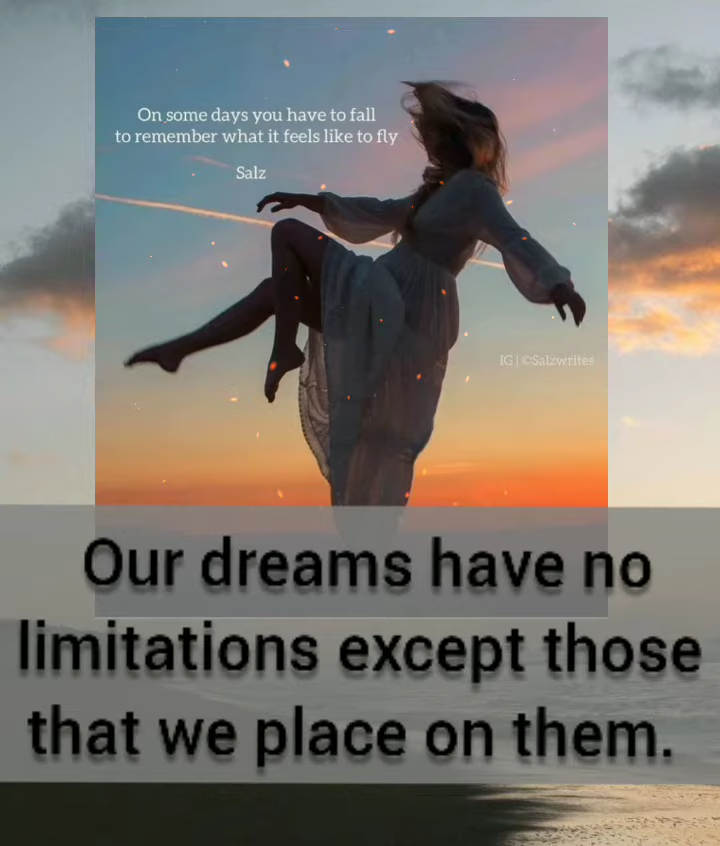 On some days you have to fall
to remember what it feels like to fly
Salz
IG | ©Salzwrites
Our dreams have no
limitations except those
that we place on them.